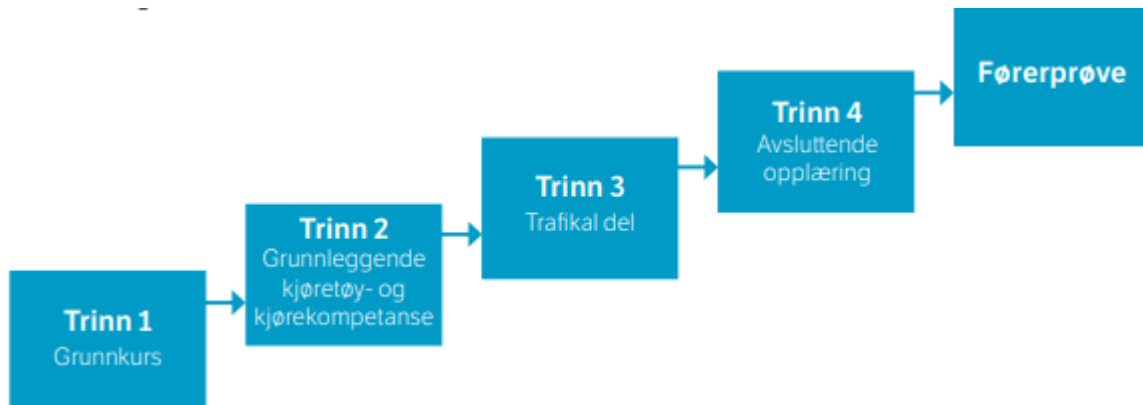 Trinn 1
Grunnkurs
Trinn 2
Grunnleggende
kjøretøy- og
kjørekompetanse
Trinn 3
Trafikal del
Trinn 4
Avsluttende
opplæring
Førerprøve